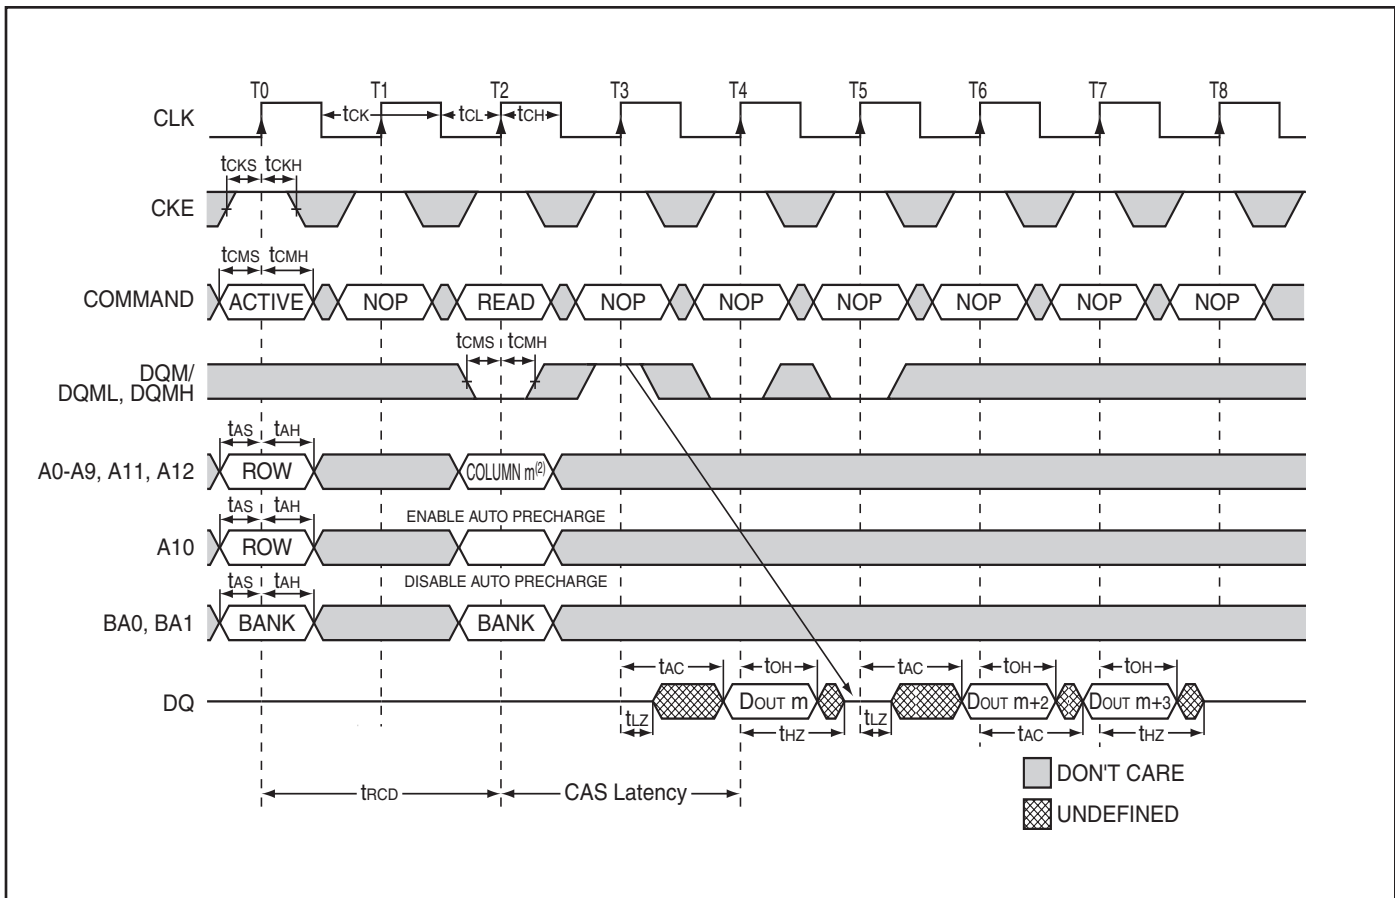 T0 T1 T2 T3 T4 T5 T6 T7 T8
CLK tCK tCL tCH
tCKS tCKH
CKE
tCMS tCMH
COMMAND ACTIVE NOP READ NOP NOP NOP NOP NOP NOP
tCMS tCMH
DQM/
DQML, DQMH
tAS tAH
A0-A9, A11, A12 ROW COLUMN m(2)
tAS tAH ENABLE AUTO PRECHARGE
A10 ROW
tAS tAH DISABLE AUTO PRECHARGE
BA0, BA1 BANK BANK
tAC tOH tAC tOH tOH
DQ DOUT m DOUT m+2 DOUT m+3
tLZ tHZ tLZ tAC tHZ
DON'T CARE
tRCD CAS Latency
UNDEFINED